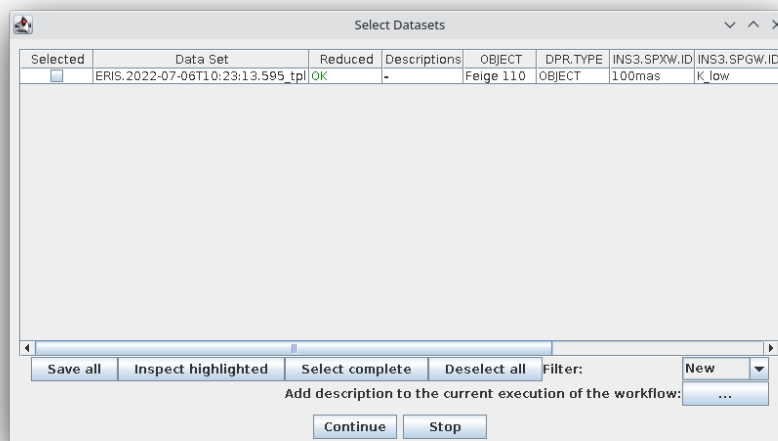 Select Datasets
Selected Data Set Reduced Descriptions OBJECT DPR.TYPE INS3.SPXW.ID INS3.SPGW.ID
ERIS.2022-07-06T10:23:13.595_tpl OK - Feige 110 OBJECT 100mas K_low
Save all Inspect highlighted Select complete Deselect all Filter: New
Add description to the current execution of the workflow: ...
Continue Stop